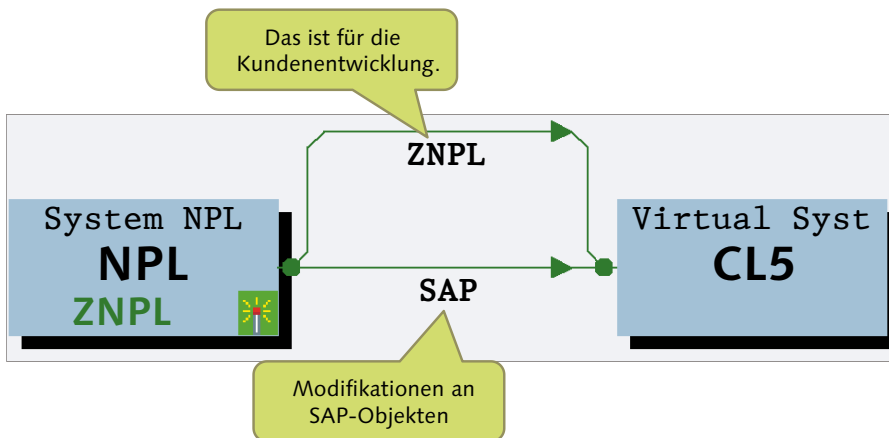 Das ist für die
Kundenentwicklung.
ZNPL
System NPL
NPL
ZNPL
SAP
Virtual Syst
CL5
Modifikationen an
SAP-Objekten